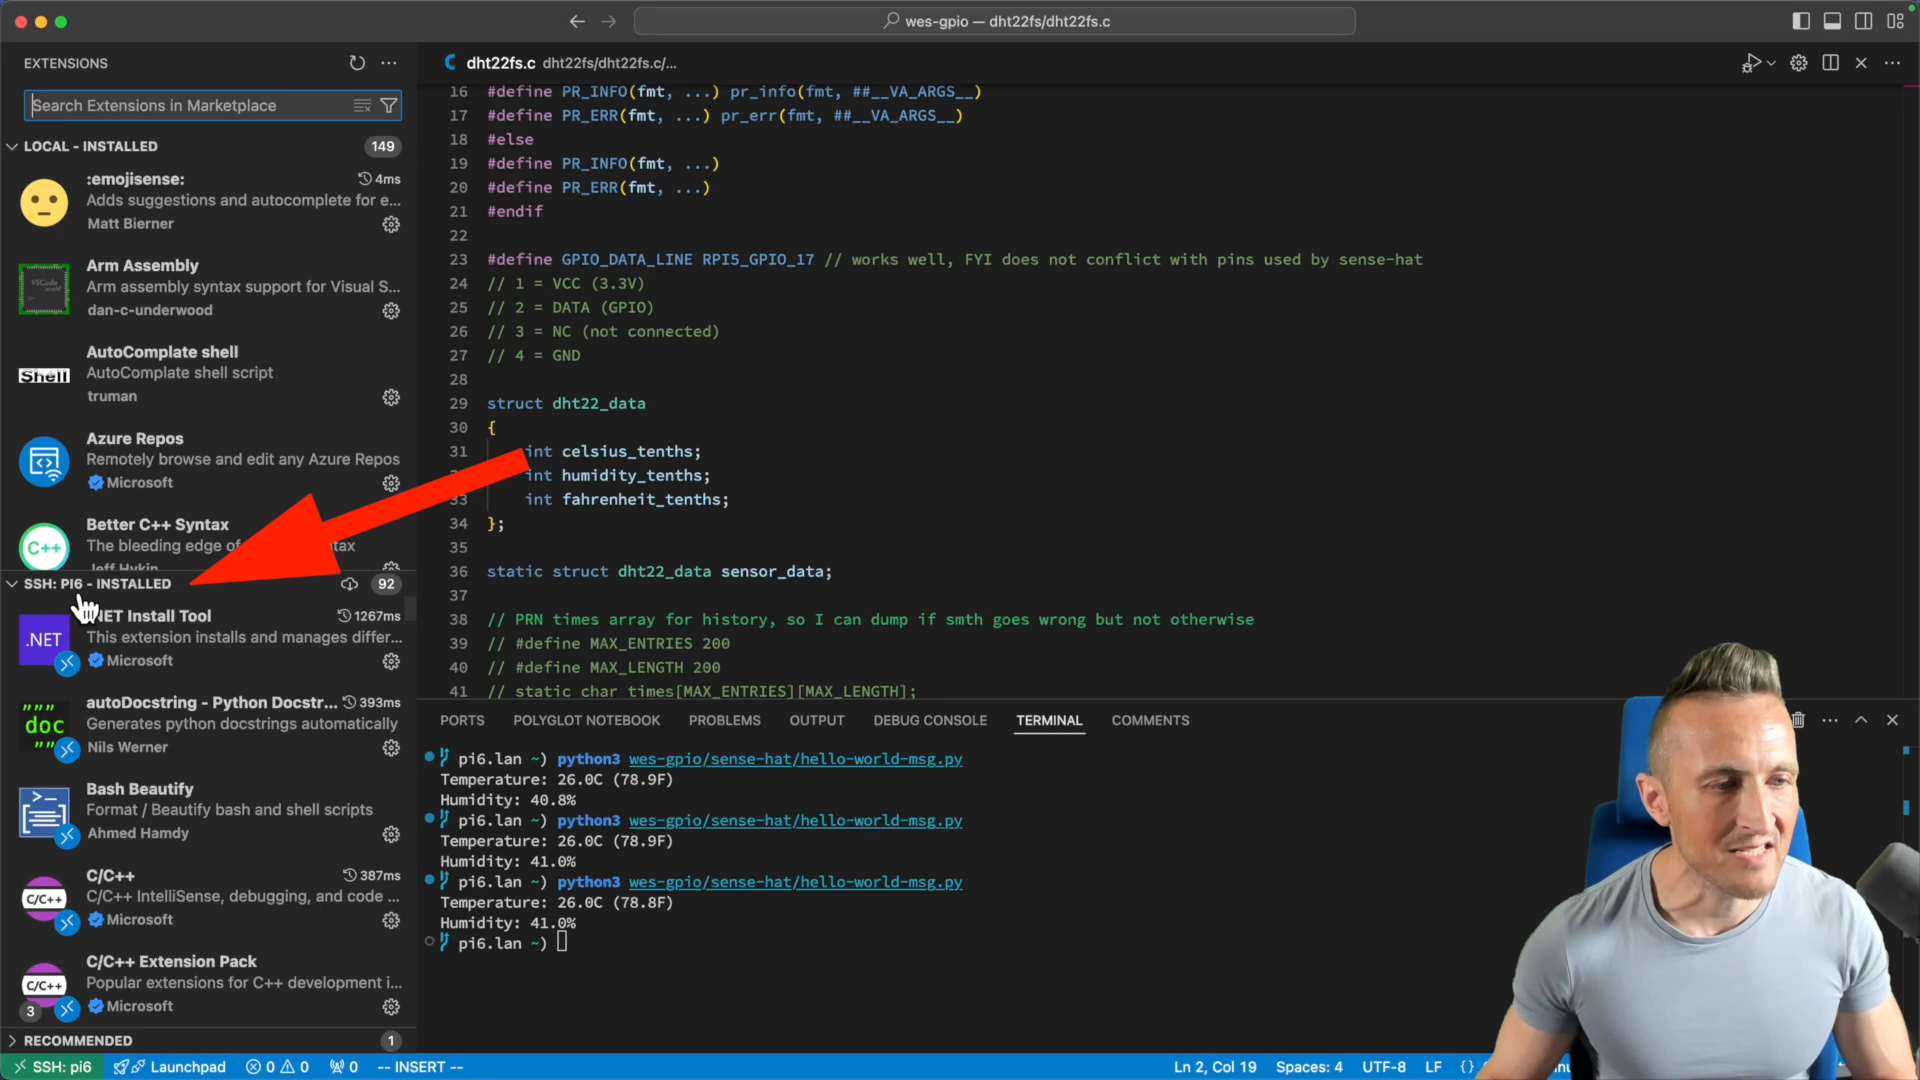 wes-gpio — dht22fs/dht22fs.c
EXTENSIONS
Search Extensions in Marketplace
LOCAL - INSTALLED
149
:emojisense:
4ms
Adds suggestions and autocomplete for e...
Matt Bierner
VSCode
Arm Assembly
Arm assembly syntax support for Visual S...
dan-c-underwood
Shell
AutoComplate shell
AutoComplate shell script
truman
Azure Repos
Remotely browse and edit any Azure Repos
Microsoft
C++
Better C++ Syntax
The bleeding edge of
tax
Jeff Hykin
SSH: PI6 - INSTALLED
92
.NET
NET Install Tool
1267ms
This extension installs and manages differ...
Microsoft
""" doc """
autoDocstring - Python Docstr...
393ms
Generates python docstrings automatically
Nils Werner
Bash Beautify
Format / Beautify bash and shell scripts
Ahmed Hamdy
C/C++
C/C++
387ms
C/C++ IntelliSense, debugging, and code ...
Microsoft
C/C++
3
C/C++ Extension Pack
Popular extensions for C++ development i...
Microsoft
RECOMMENDED
1
C dht22fs.c dht22fs/dht22fs.c/...
16 #define PR_INFO(fmt, ...) pr_info(fmt, ##__VA_ARGS__)
17 #define PR_ERR(fmt, ...) pr_err(fmt, ##__VA_ARGS__)
18 #else
19 #define PR_INFO(fmt, ...)
20 #define PR_ERR(fmt, ...)
21 #endif
22
23 #define GPIO_DATA_LINE RPI5_GPIO_17 // works well, FYI does not conflict with pins used by sense-hat
24 // 1 = VCC (3.3V)
25 // 2 = DATA (GPIO)
26 // 3 = NC (not connected)
27 // 4 = GND
28
29 struct dht22_data
30 {
31 int celsius_tenths;
int humidity_tenths;
33 int fahrenheit_tenths;
34 };
35
36 static struct dht22_data sensor_data;
37
38 // PRN times array for history, so I can dump if smth goes wrong but not otherwise
39 // #define MAX_ENTRIES 200
40 // #define MAX_LENGTH 200
41 // static char times[MAX_ENTRIES][MAX_LENGTH];
PORTS POLYGLOT NOTEBOOK PROBLEMS OUTPUT DEBUG CONSOLE TERMINAL COMMENTS
pi6.lan ~) python3 wes-gpio/sense-hat/hello-world-msg.py
Temperature: 26.0C (78.9F)
Humidity: 40.8%
pi6.lan ~) python3 wes-gpio/sense-hat/hello-world-msg.py
Temperature: 26.0C (78.9F)
Humidity: 41.0%
pi6.lan ~) python3 wes-gpio/sense-hat/hello-world-msg.py
Temperature: 26.0C (78.8F)
Humidity: 41.0%
pi6.lan ~)
SSH: pi6 Launchpad 0 0 0 -- INSERT -- Ln 2, Col 19 Spaces: 4 UTF-8 LF {}